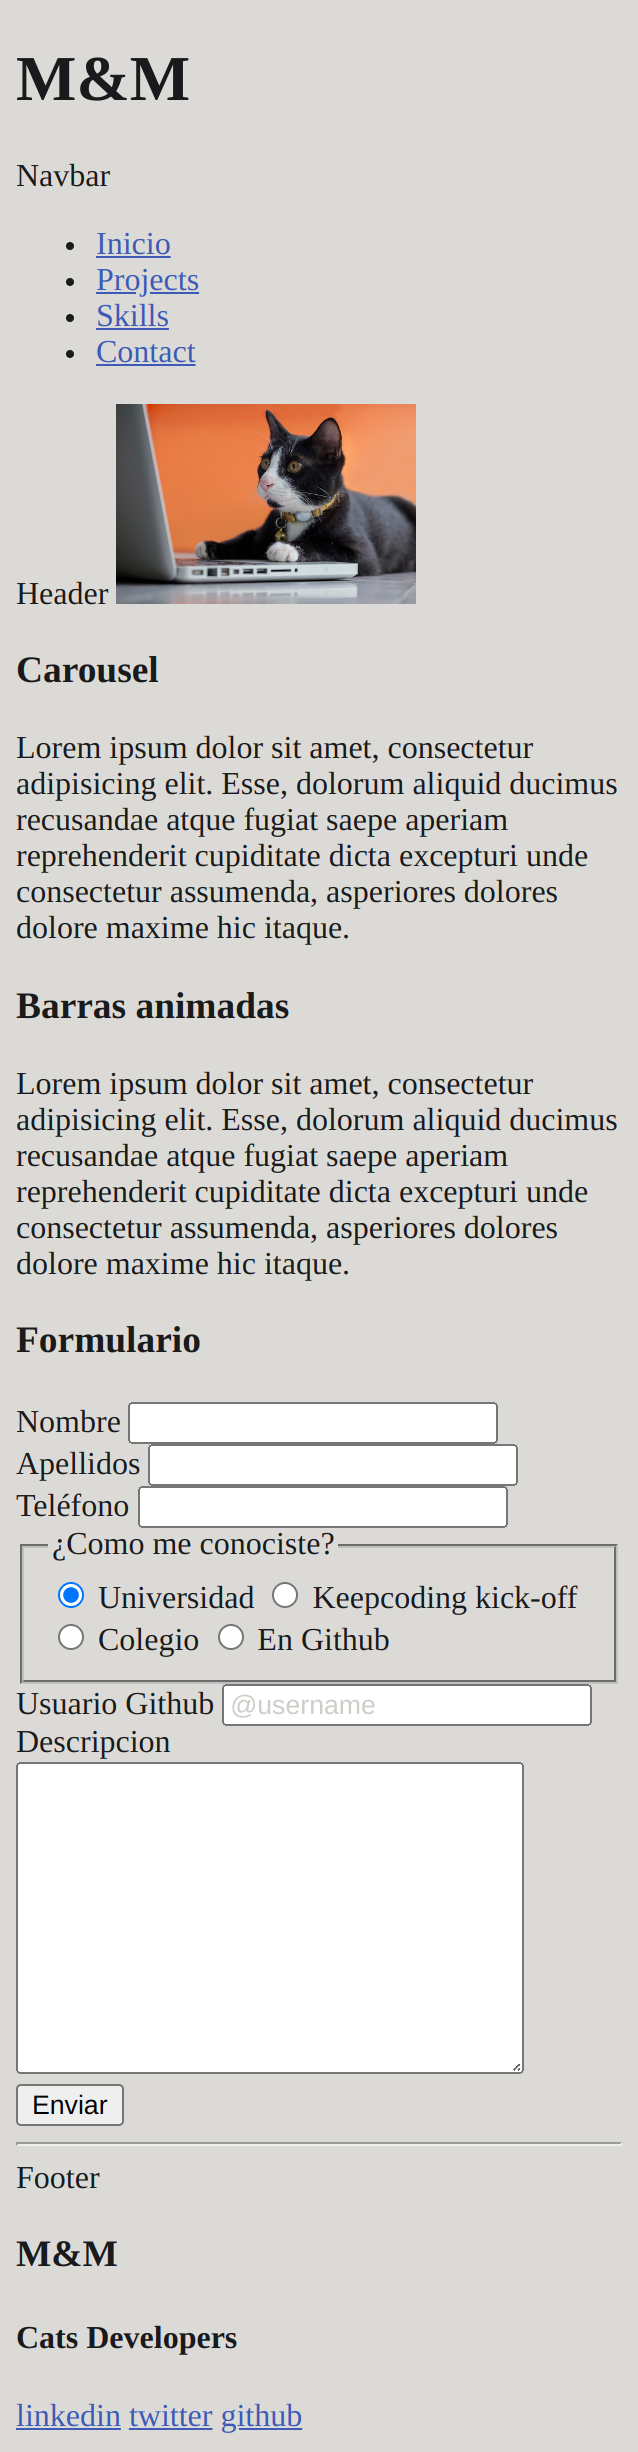 M&M
Navbar
Inicio
Projects
Skills
Contact
Header
Carousel
Lorem ipsum dolor sit amet, consectetur
adipisicing elit. Esse, dolorum aliquid ducimus
recusandae atque fugiat saepe aperiam
reprehenderit cupiditate dicta excepturi unde
consectetur assumenda, asperiores dolores
dolore maxime hic itaque.
Barras animadas
Lorem ipsum dolor sit amet, consectetur
adipisicing elit. Esse, dolorum aliquid ducimus
recusandae atque fugiat saepe aperiam
reprehenderit cupiditate dicta excepturi unde
consectetur assumenda, asperiores dolores
dolore maxime hic itaque.
Formulario
Nombre
Apellidos
Teléfono
¿Como me conociste?
Universidad Keepcoding kick-off
Colegio En Github
Usuario Github @username
Descripcion
Enviar
Footer
M&M
Cats Developers
linkedin twitter github